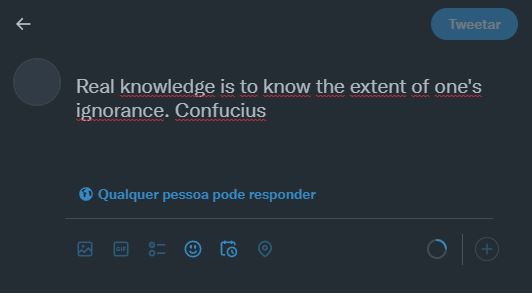 Tweetar
Real knowledge is to know the extent of one's
ignorance. Confucius
Qualquer pessoa pode responder
GIF